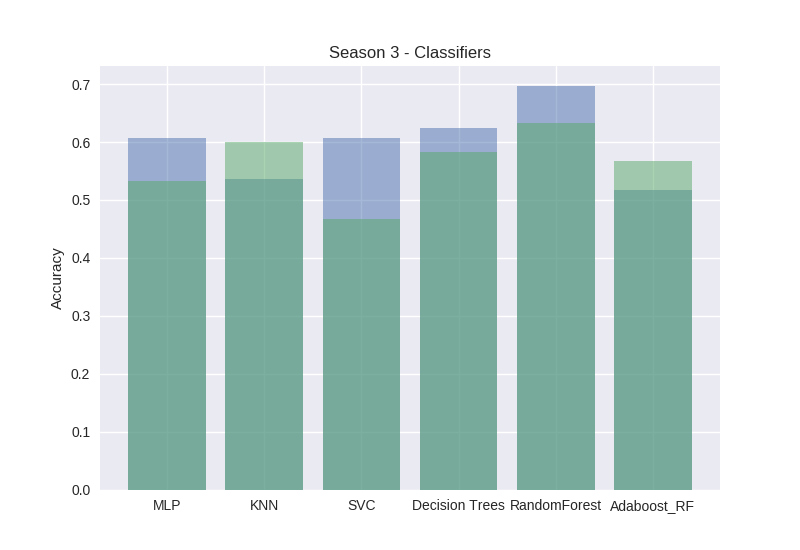 Season 3 - Classifiers
Accuracy
0.7
0.6
0.5
0.4
0.3
0.2
0.1
0.0
MLP KNN SVC Decision Trees RandomForest Adaboost_RF